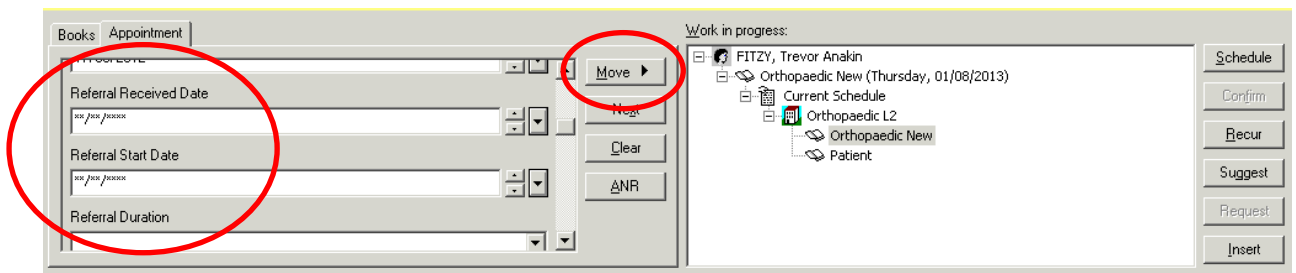 Books Appointment
Referral Received Date
**/**/****
Referral Start Date
**/**/****
Referral Duration
Move
Next
Clear
ANR
Work in progress:
FITZY, Trevor Anakin
Orthopaedic New (Thursday, 01/08/2013)
Current Schedule
Orthopaedic L2
Orthopaedic New
Patient
Schedule
Confirm
Recur
Suggest
Request
Insert